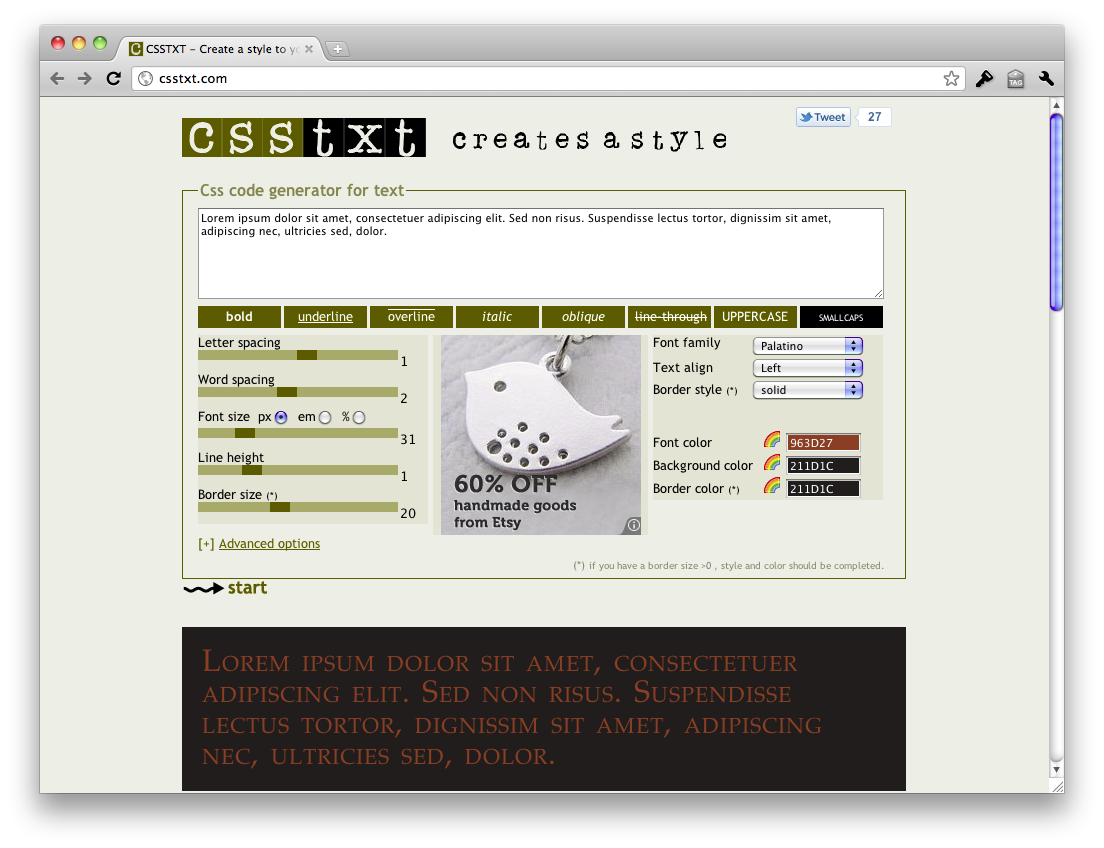 CSSTXT – Create a style to yo
csstxt.com
TAG
Tweet 27
csstxt creates a style
Css code generator for text
Lorem ipsum dolor sit amet, consectetuer adipiscing elit. Sed non risus. Suspendisse lectus tortor, dignissim sit amet,
adipiscing nec, ultricies sed, dolor.
bold underline overline italic oblique line-through UPPERCASE SMALLCAPS
Letter spacing
1
Word spacing
2
Font size px em %
31
Line height
1
Border size (*)
20
60% OFF
handmade goods
from Etsy
Font family Palatino
Text align Left
Border style (*) solid
Font color 963D27
Background color 211D1C
Border color (*) 211D1C
[+] Advanced options
(*) if you have a border size >0 , style and color should be completed.
start
Lorem ipsum dolor sit amet, consectetuer
adipiscing elit. Sed non risus. Suspendisse
lectus tortor, dignissim sit amet, adipiscing
nec, ultricies sed, dolor.